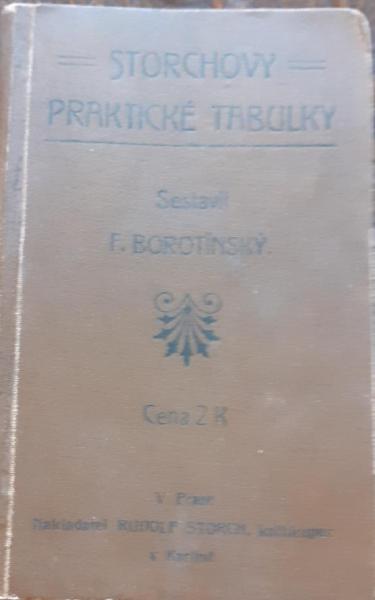 STORCHOVY
PRAKTICKÉ TABULKY
Sestavil
F. BOROTÍNSKÝ.
Cena 2 K
V Praze
Nakladatel RUDOLF STORCH, knihkupec
v Karlíně